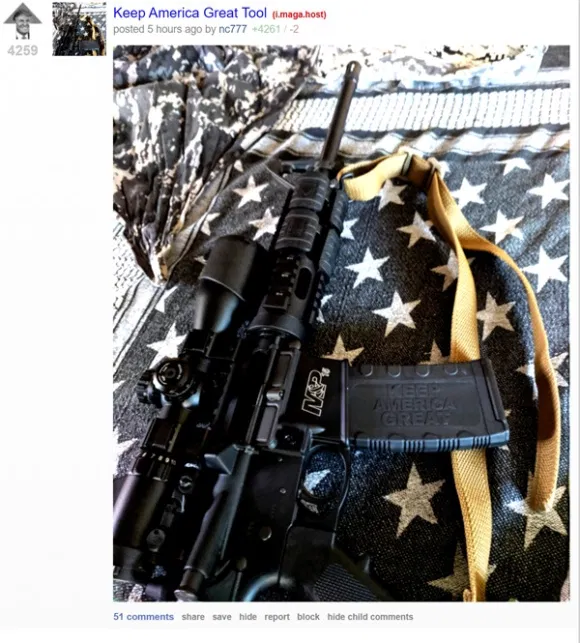 Keep America Great Tool (i.maga.host)
posted 5 hours ago by nc777 +4261 / -2
4259
M&P 15
KEEP
AMERICA
GREAT
51 comments share save hide report block hide child comments